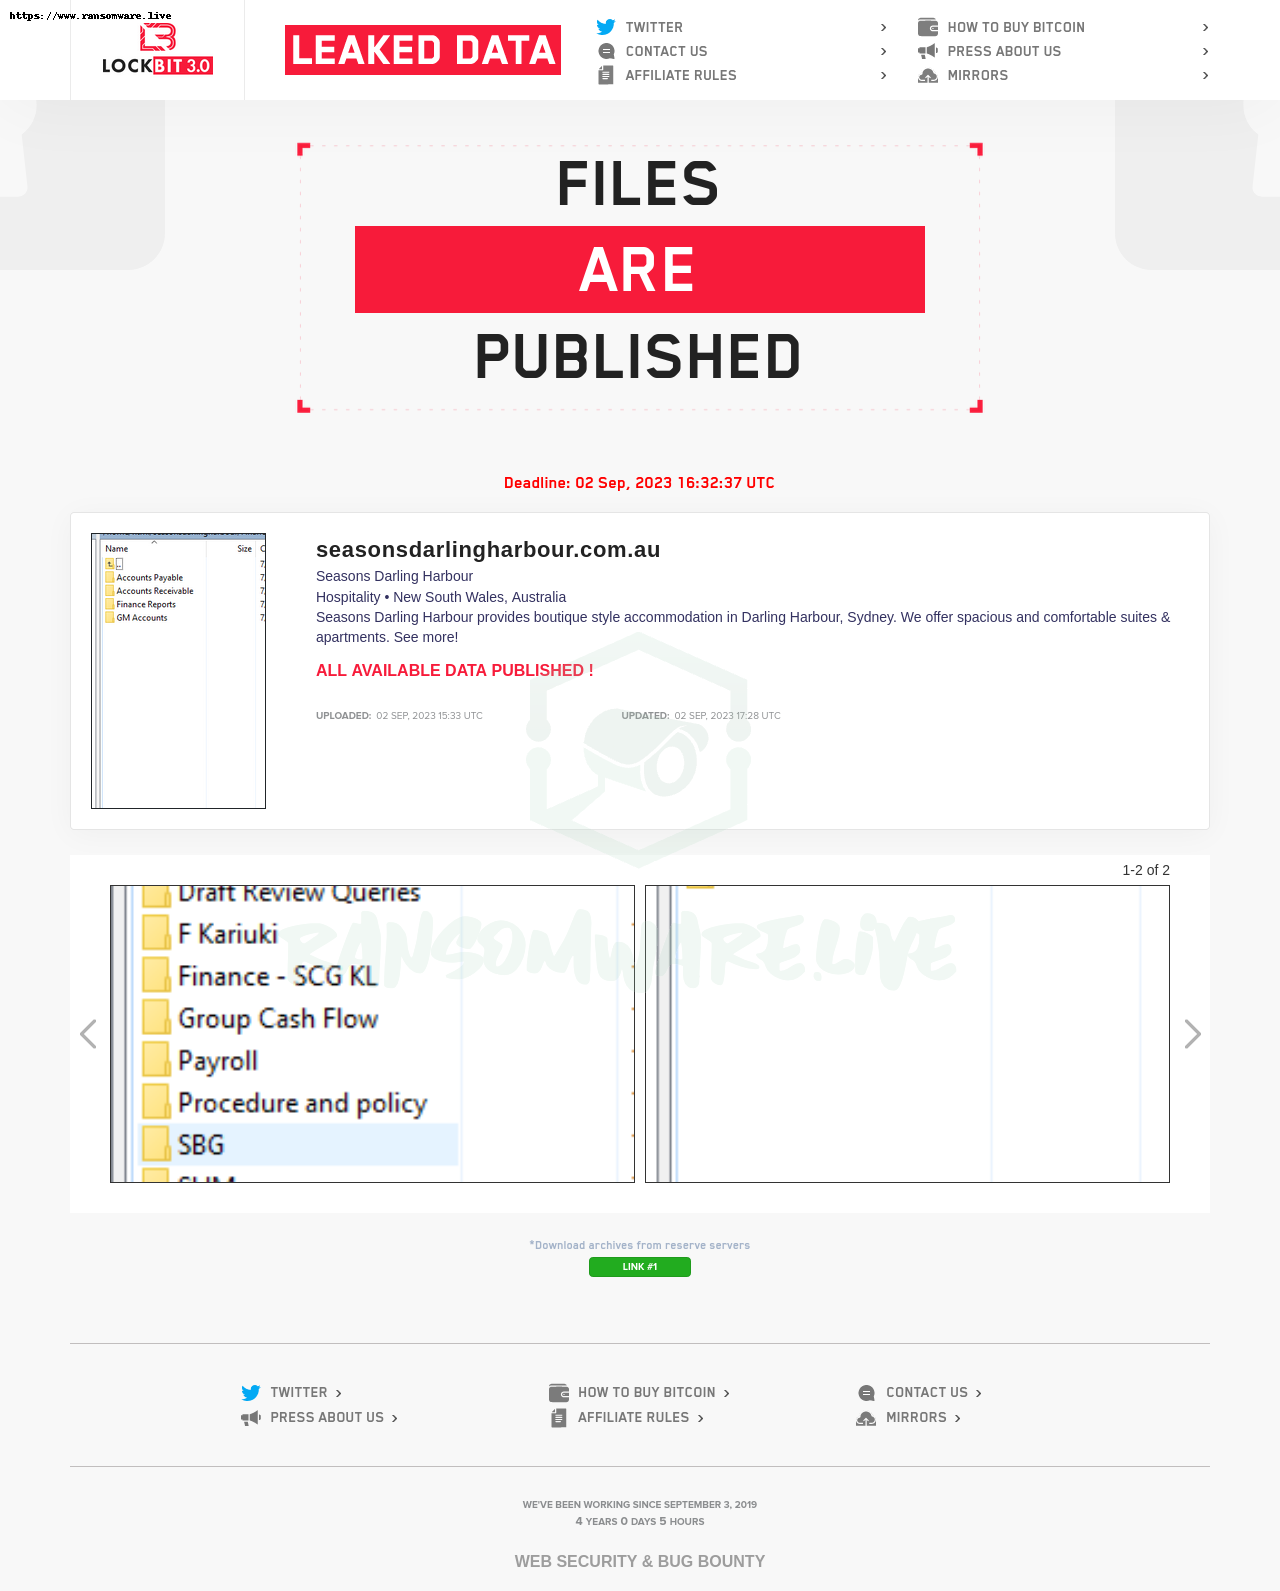 https://www.ransomware.live
LOCKBIT 3.0
LEAKED DATA
TWITTER
CONTACT US
AFFILIATE RULES
HOW TO BUY BITCOIN
PRESS ABOUT US
MIRRORS
FILES
ARE
PUBLISHED
Deadline: 02 Sep, 2023 16:32:37 UTC
Name Size
..
Accounts Payable 7,
Accounts Receivable 7,
Finance Reports 7,
GM Accounts 7,
seasonsdarlingharbour.com.au
Seasons Darling Harbour
Hospitality • New South Wales, Australia
Seasons Darling Harbour provides boutique style accommodation in Darling Harbour, Sydney. We offer spacious and comfortable suites &
apartments. See more!
ALL AVAILABLE DATA PUBLISHED !
UPLOADED: 02 SEP, 2023 15:33 UTC UPDATED: 02 SEP, 2023 17:28 UTC
1-2 of 2
Draft Review Queries
F Kariuki
Finance - SCG KL
Group Cash Flow
Payroll
Procedure and policy
SBG
RANSOMWARE.LIVE
*Download archives from reserve servers
LINK #1
TWITTER
HOW TO BUY BITCOIN
CONTACT US
PRESS ABOUT US
AFFILIATE RULES
MIRRORS
WE'VE BEEN WORKING SINCE SEPTEMBER 3, 2019
4 YEARS 0 DAYS 5 HOURS
WEB SECURITY & BUG BOUNTY